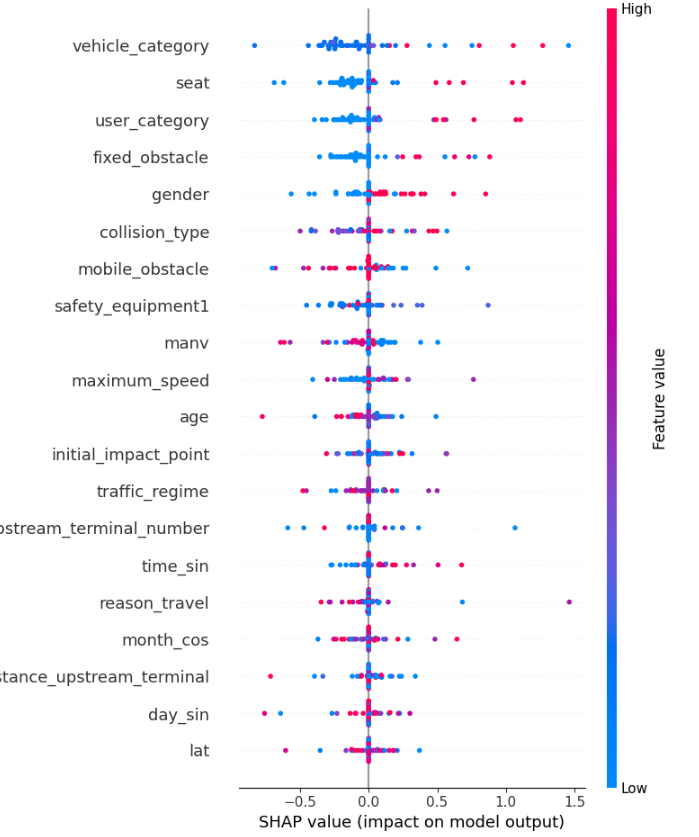 High
vehicle_category
seat
user_category
fixed_obstacle
gender
collision_type
mobile_obstacle
safety_equipment1
manv
maximum_speed
age
initial_impact_point
traffic_regime
pstream_terminal_number
time_sin
reason_travel
month_cos
stance_upstream_terminal
day_sin
lat
Feature value
Low
−0.5 0.0 0.5 1.0 1.5
SHAP value (impact on model output)